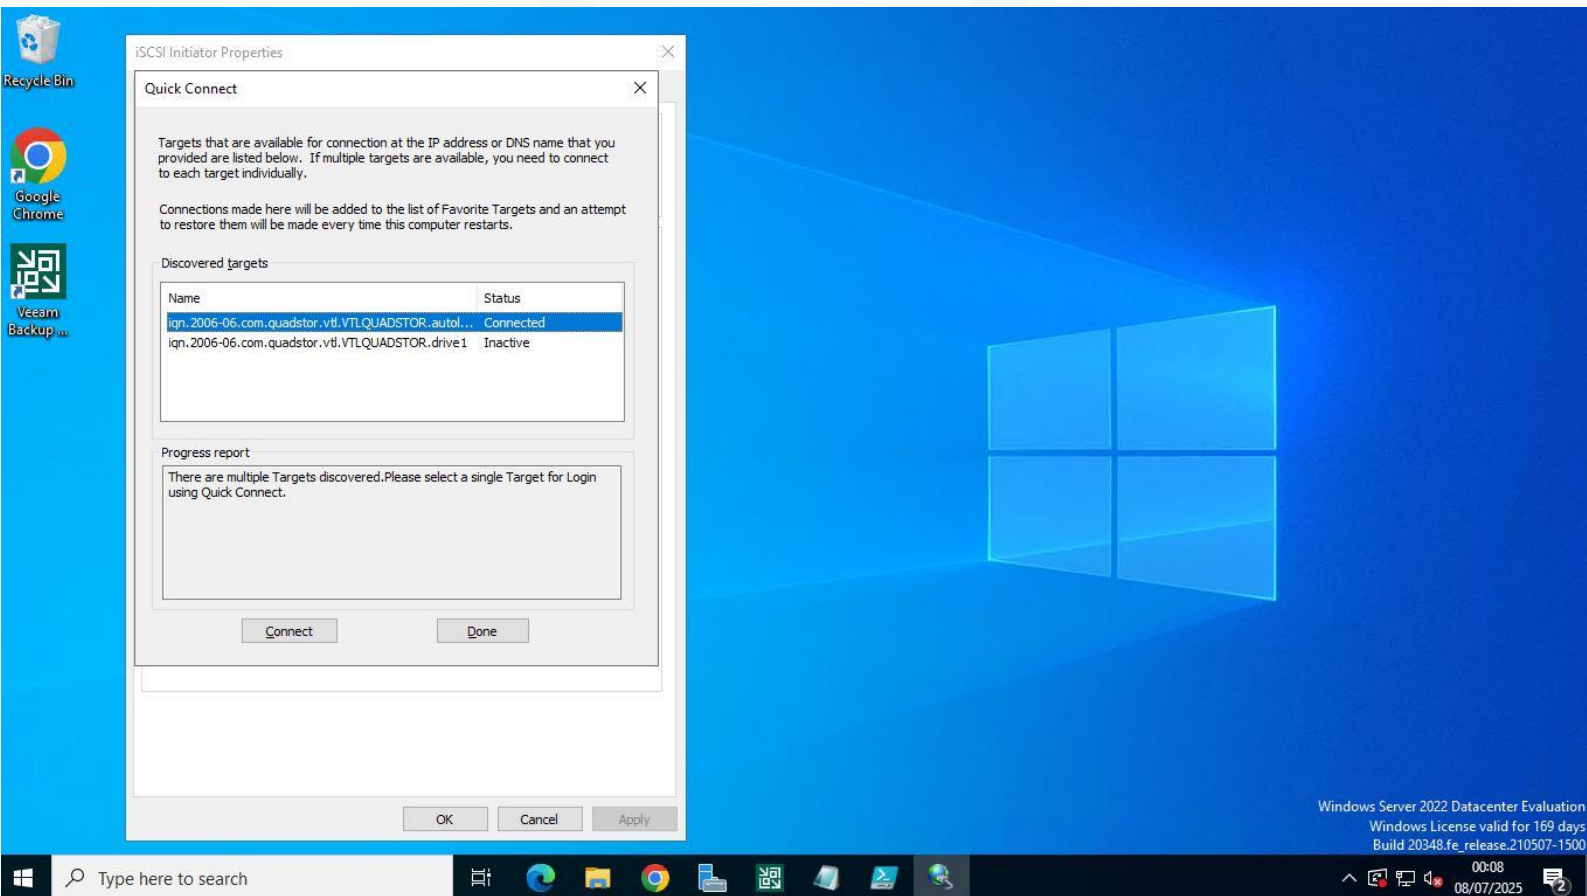 Recycle Bin
Google
Chrome
Veeam
Backup ...
iSCSI Initiator Properties
Quick Connect
Targets that are available for connection at the IP address or DNS name that you
provided are listed below.  If multiple targets are available, you need to connect
to each target individually.
Connections made here will be added to the list of Favorite Targets and an attempt
to restore them will be made every time this computer restarts.
Discovered targets
Name Status
iqn.2006-06.com.quadstor.vtl.VTLQUADSTOR.autol... Connected
iqn.2006-06.com.quadstor.vtl.VTLQUADSTOR.drive1 Inactive
Progress report
There are multiple Targets discovered.Please select a single Target for Login
using Quick Connect.
Connect Done
OK Cancel Apply
Windows Server 2022 Datacenter Evaluation
Windows License valid for 169 days
Build 20348.fe_release.210507-1500
Type here to search
00:08
08/07/2025
2